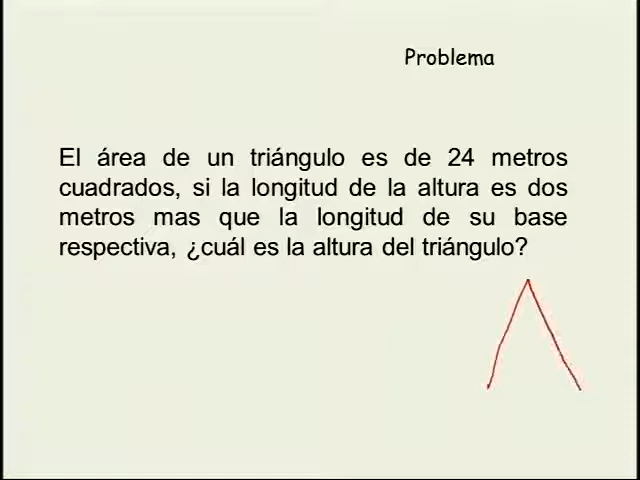 Problema
El área de un triángulo es de 24 metros
cuadrados, si la longitud de la altura es dos
metros mas que la longitud de su base
respectiva, ¿cuál es la altura del triángulo?